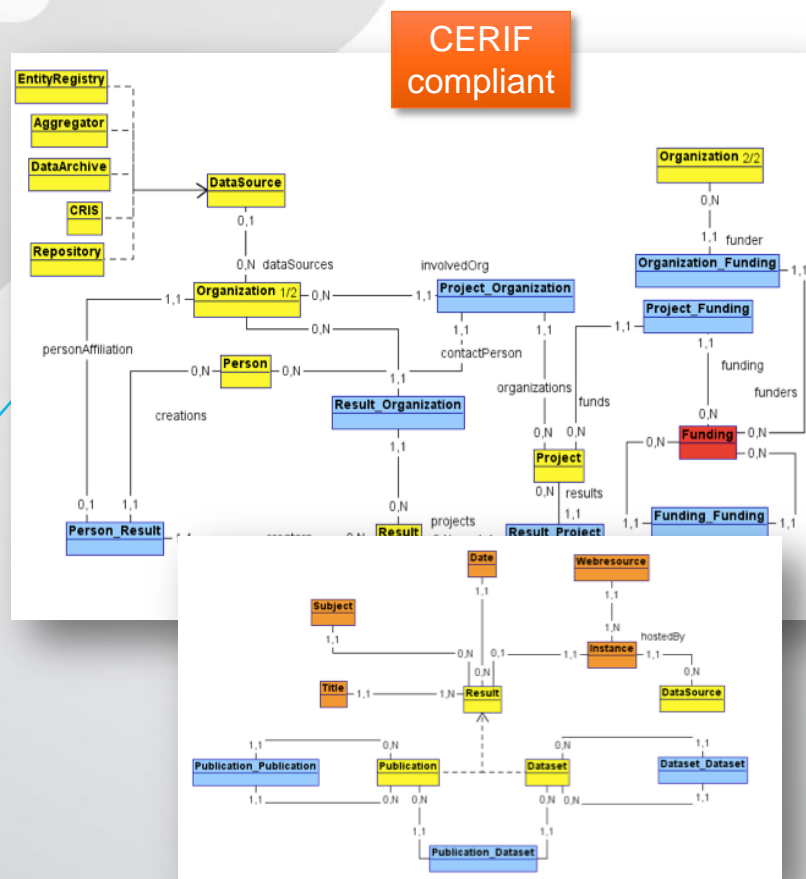 CERIF
compliant
EntityRegistry
Aggregator
DataArchive
CRIS
Repository
DataSource
0,1
0,N dataSources
Organization 1/2
0,N
1,1
0,N
involvedOrg
1,1
Project_Organization
1,1
1,1
contactPerson
organizations
personAffiliation
0,N
Person
0,N
creations
1,1
Result_Organization
1,1
0,N
0,1
1,1
Person_Result
1,1
Result
projects
Organization 2/2
0,N
1,1 funder
Organization_Funding
1,1
Project_Funding
1,1
1,1
funding
funders
funds
0,N
0,N
0,N
Project
0,N
results
1,1
Result_Project
0,N
Funding
0,N
0,N
1,1
Funding_Funding
1,1
Date
1,1
Webresource
1,1
1,N
Subject
1,1
hostedBy
0,N
0,1
1,1
Instance
1,1
0,N
0,N
Title
1,1
1,N
Result
DataSource
1,1
0,N
0,N
1,1
Publication_Publication
Publication
Dataset
Dataset_Dataset
1,1
0,N
0,N
0,N
0,N
1,1
1,1
1,1
Publication_Dataset